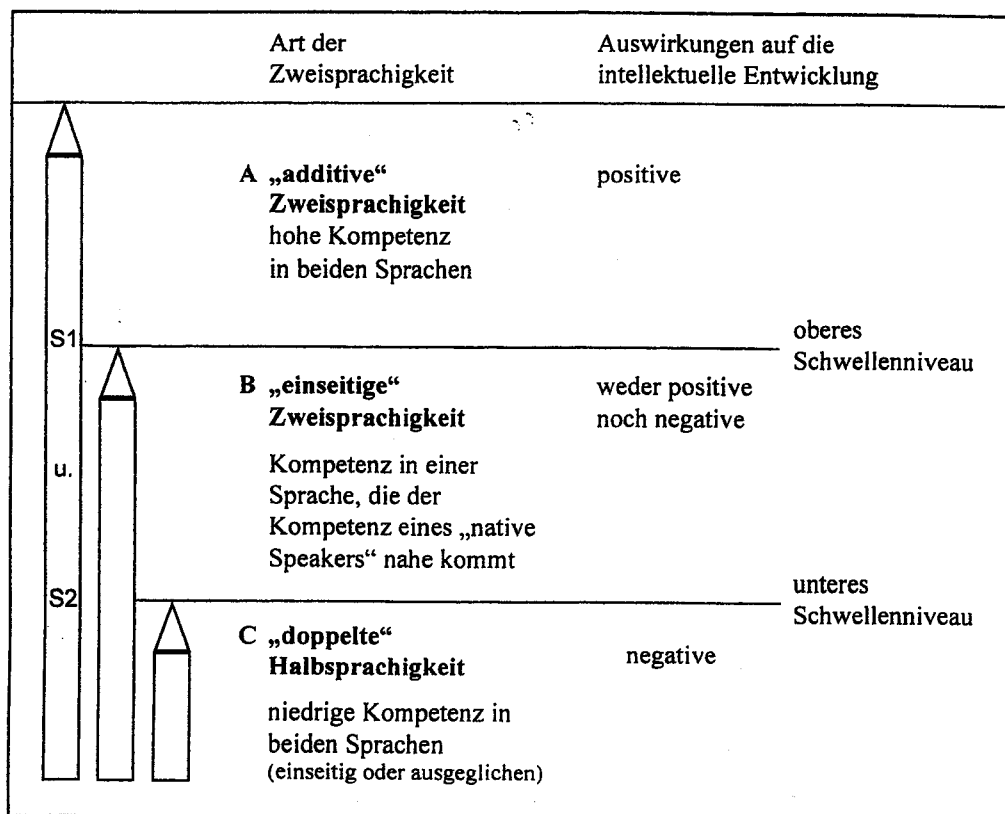 Art der
Zweisprachigkeit
Auswirkungen auf die
intellektuelle Entwicklung
A „additive“
Zweisprachigkeit
hohe Kompetenz
in beiden Sprachen
positive
S1
oberes
Schwellenniveau
B „einseitige“
Zweisprachigkeit
weder positive
noch negative
u.
Kompetenz in einer
Sprache, die der
Kompetenz eines „native
Speakers“ nahe kommt
S2
unteres
Schwellenniveau
C „doppelte“
Halbsprachigkeit
negative
niedrige Kompetenz in
beiden Sprachen
(einseitig oder ausgeglichen)